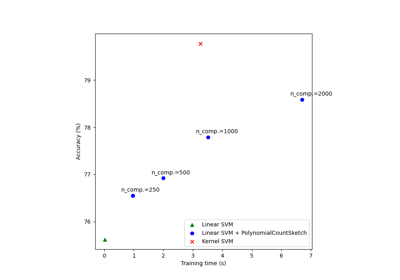 n_comp.=2000
n_comp.=1000
n_comp.=500
n_comp.=250
Accuracy (%)
79
78
77
76
Linear SVM
Linear SVM + PolynomialCountSketch
Kernel SVM
0 1 2 3 4 5 6 7
Training time (s)